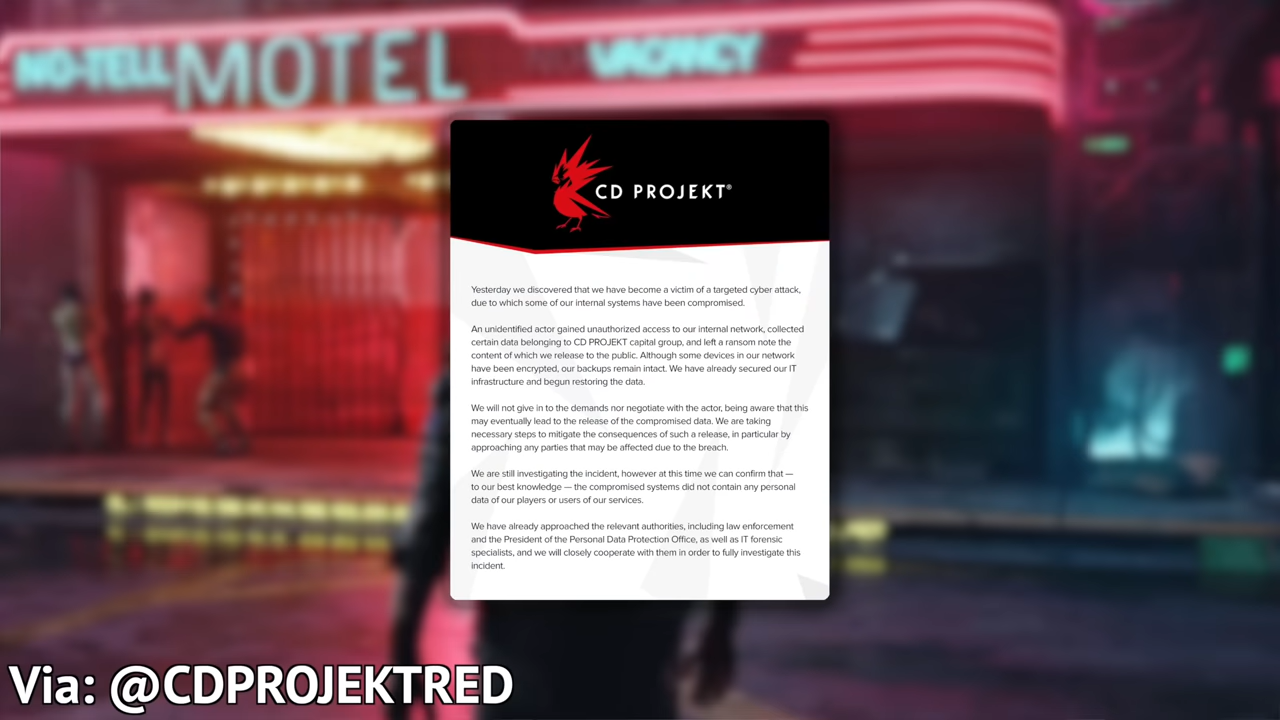 NO-TELL MOTEL
VACANCY
CD PROJEKT®
Yesterday we discovered that we have become a victim of a targeted cyber attack,
due to which some of our internal systems have been compromised.
An unidentified actor gained unauthorized access to our internal network, collected
certain data belonging to CD PROJEKT capital group, and left a ransom note the
content of which we release to the public. Although some devices in our network
have been encrypted, our backups remain intact. We have already secured our IT
infrastructure and begun restoring the data.
We will not give in to the demands nor negotiate with the actor, being aware that this
may eventually lead to the release of the compromised data. We are taking
necessary steps to mitigate the consequences of such a release, in particular by
approaching any parties that may be affected due to the breach.
We are still investigating the incident, however at this time we can confirm that —
to our best knowledge — the compromised systems did not contain any personal
data of our players or users of our services.
We have already approached the relevant authorities, including law enforcement
and the President of the Personal Data Protection Office, as well as IT forensic
specialists, and we will closely cooperate with them in order to fully investigate this
incident.
Via: @CDPROJEKTRED